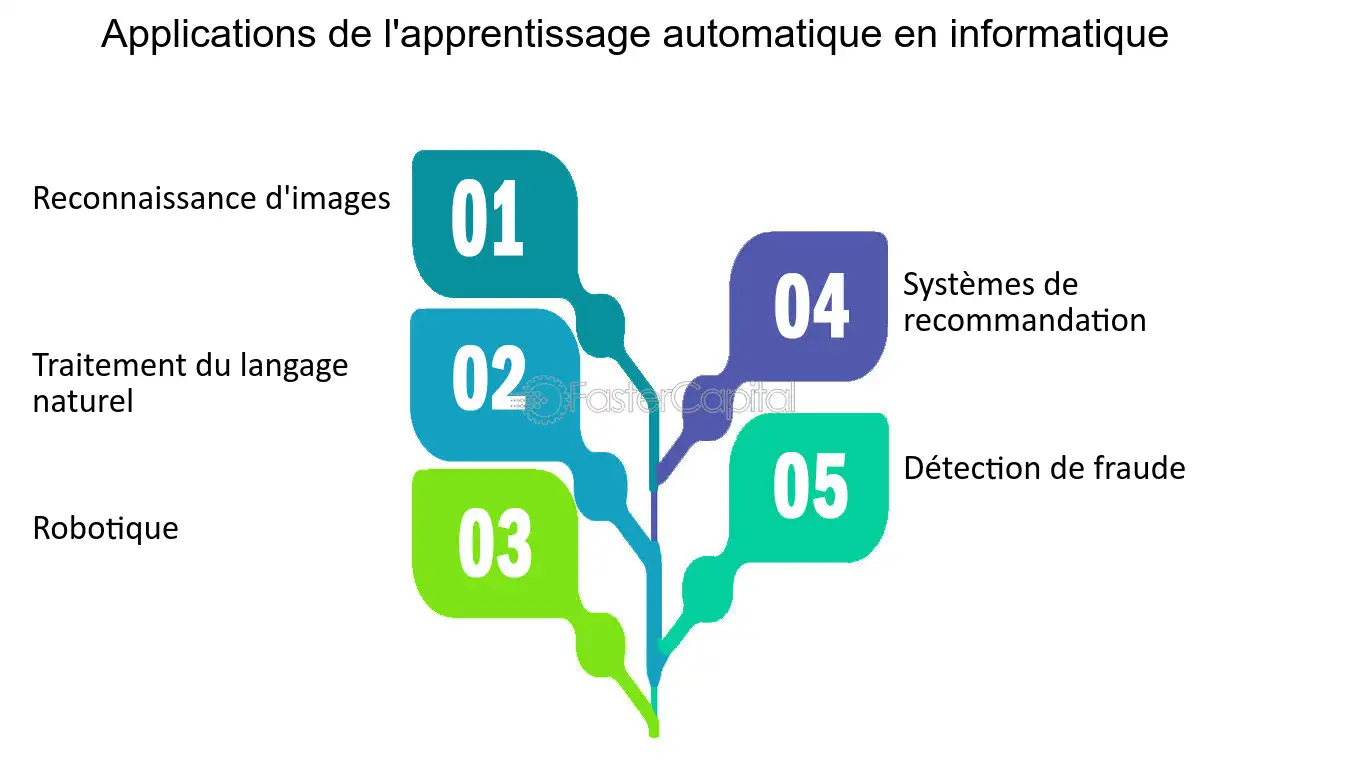 Applications de l'apprentissage automatique en informatique
01
Reconnaissance d'images
02
Traitement du langage
naturel
03
Robotique
04
Systèmes de
recommandation
05
Détection de fraude
FasterCapital